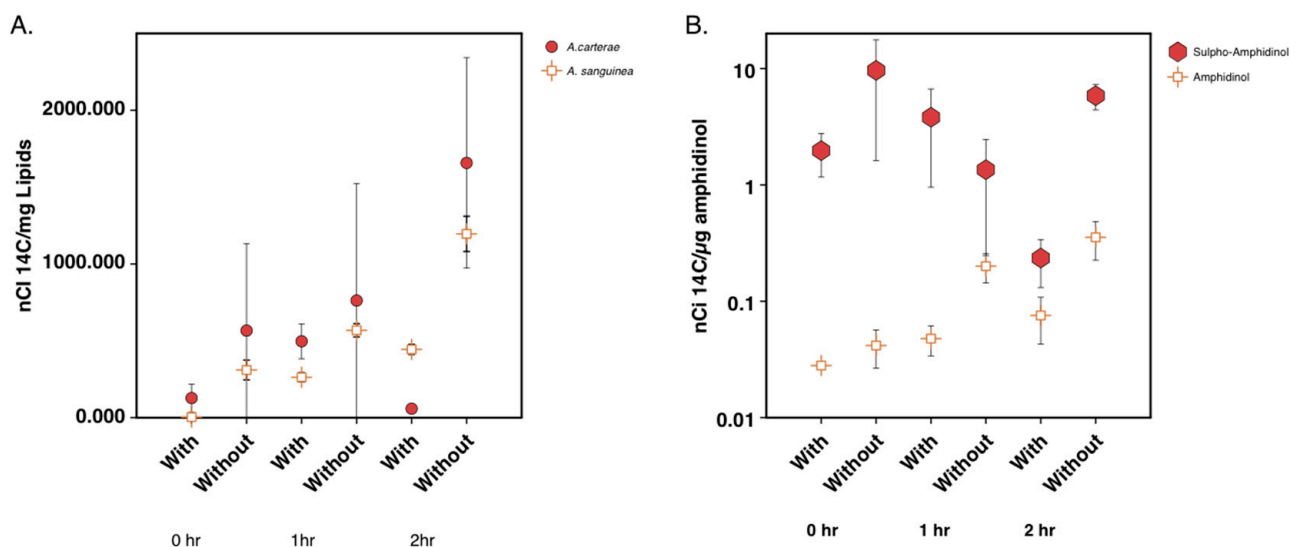 A.
A.carterae
A. sanguinea
nCI 14C/mg Lipids
2000.000
1000.000
0.000
With
Without
With
Without
With
Without
0 hr
1hr
2hr
B.
Sulpho-Amphidinol
Amphidinol
nCi 14C/µg amphidinol
10
1
0.1
0.01
With
Without
With
Without
With
Without
0 hr
1 hr
2 hr